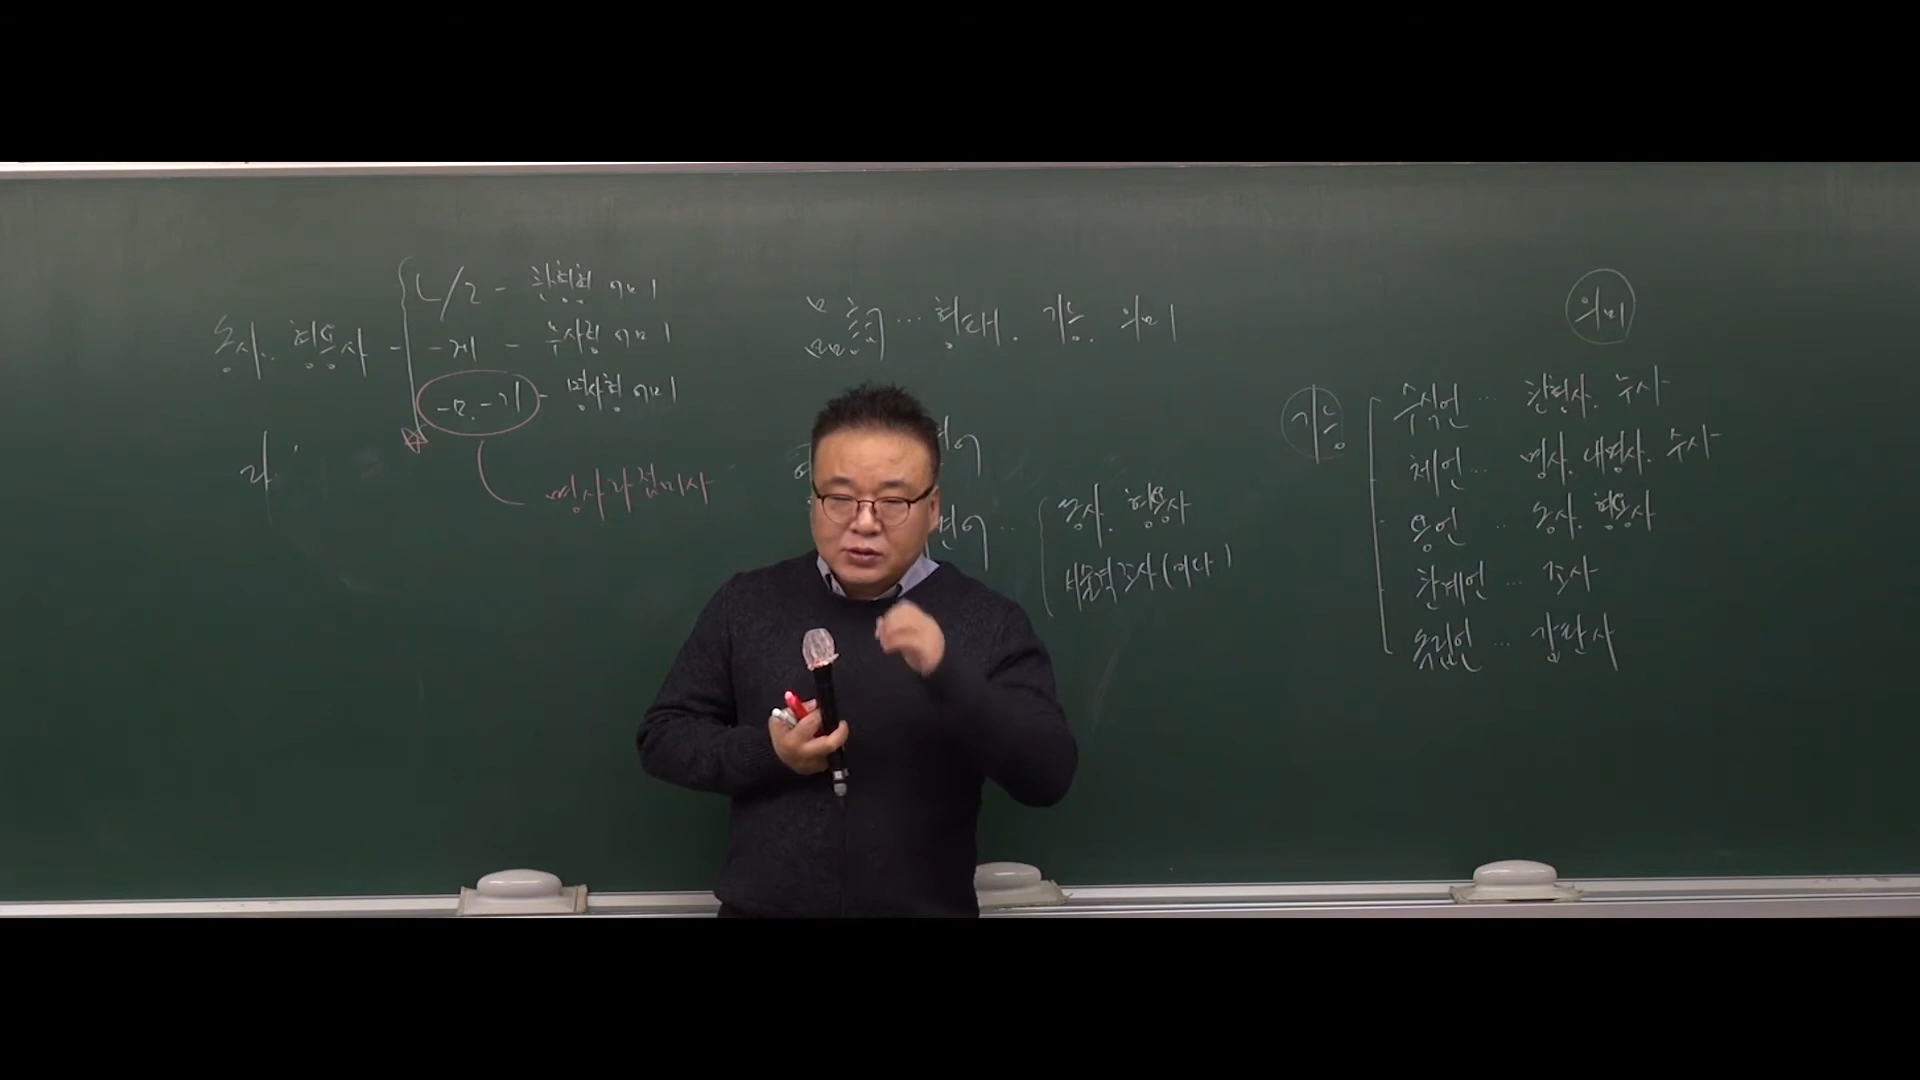 동사. 형용사 -
ㄴ/ㄹ - 관형형 어미
-게 - 부사형 어미
-ㅁ. -기 - 명사형 어미
명사화 접미사
품사 ... 형태. 기능. 의미
동사. 형용사
서술격조사(이다)
의미
기능
수식언 ... 관형사. 부사
체언 ... 명사. 대명사. 수사
용언 ... 동사. 형용사
관계언 ... 조사
독립언 ... 감탄사